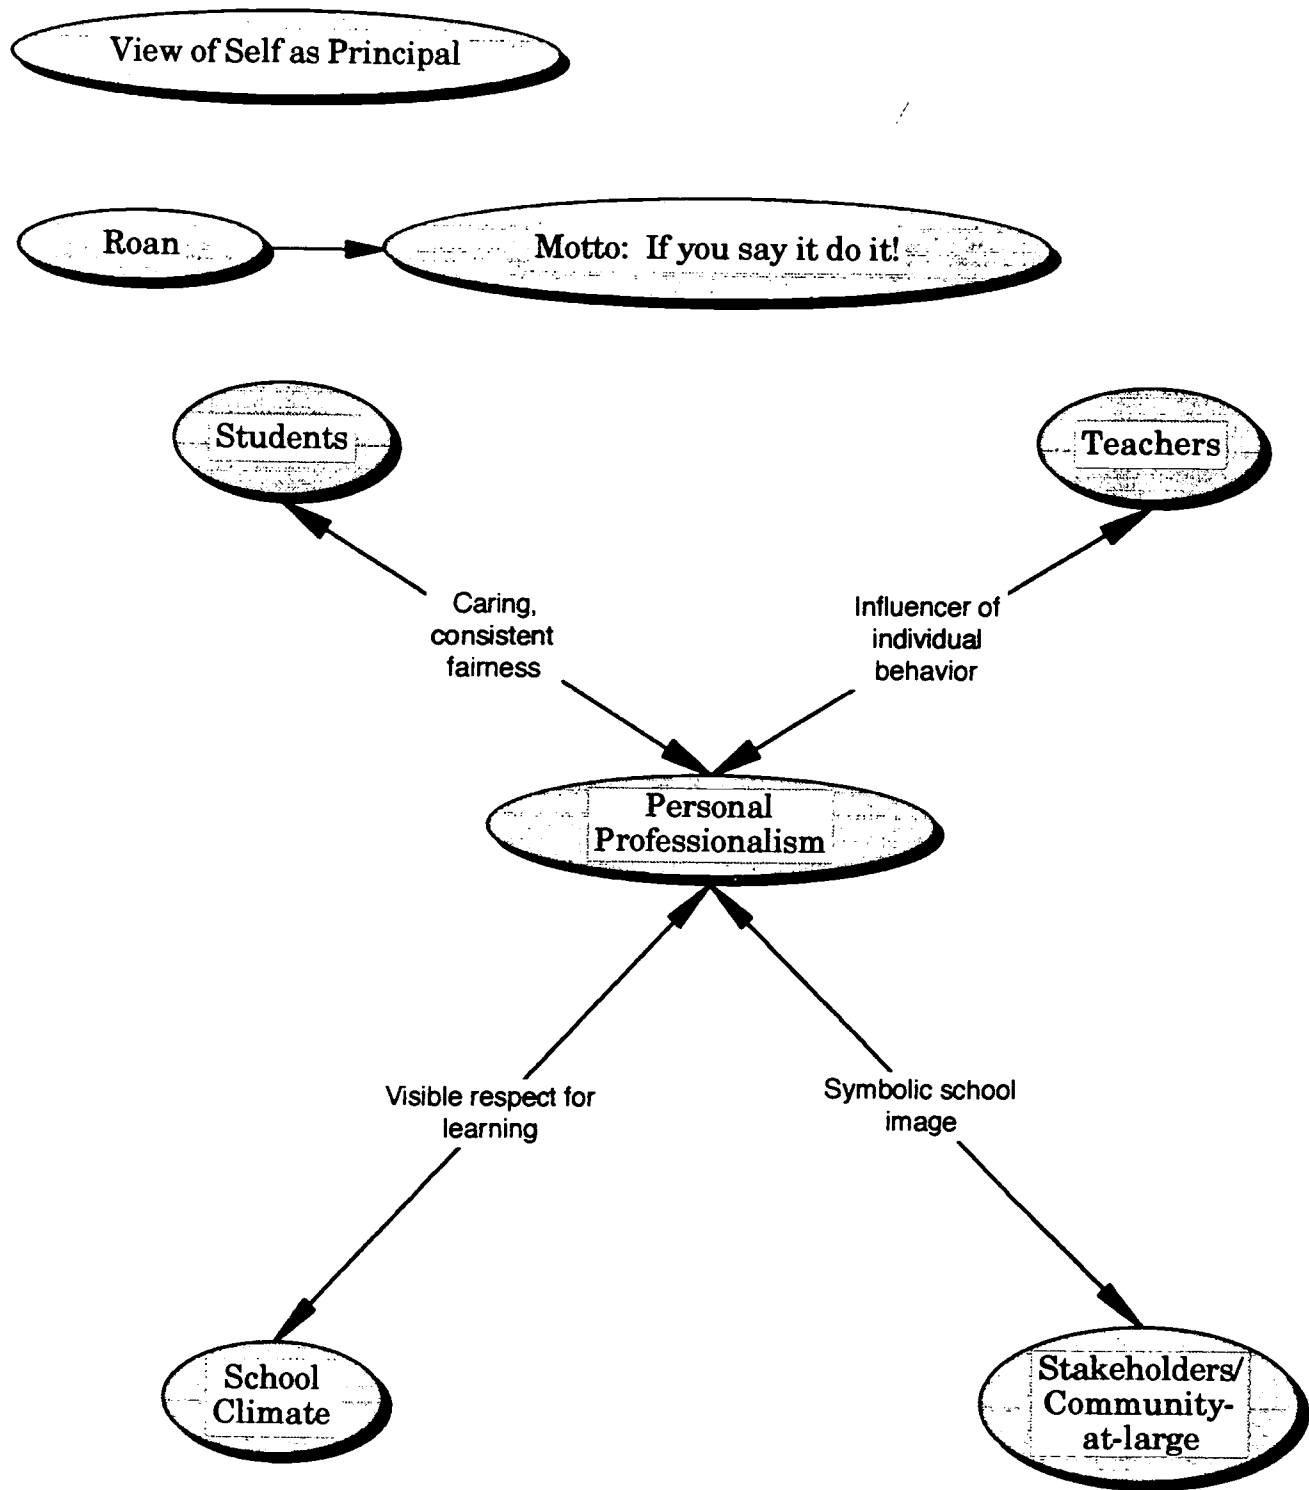 View of Self as Principal
Roan
Motto:  If you say it do it!
Students
Teachers
Caring,
consistent
fairness
Influencer of
individual
behavior
Personal
Professionalism
Visible respect for
learning
Symbolic school
image
School
Climate
Stakeholders/
Community-
at-large